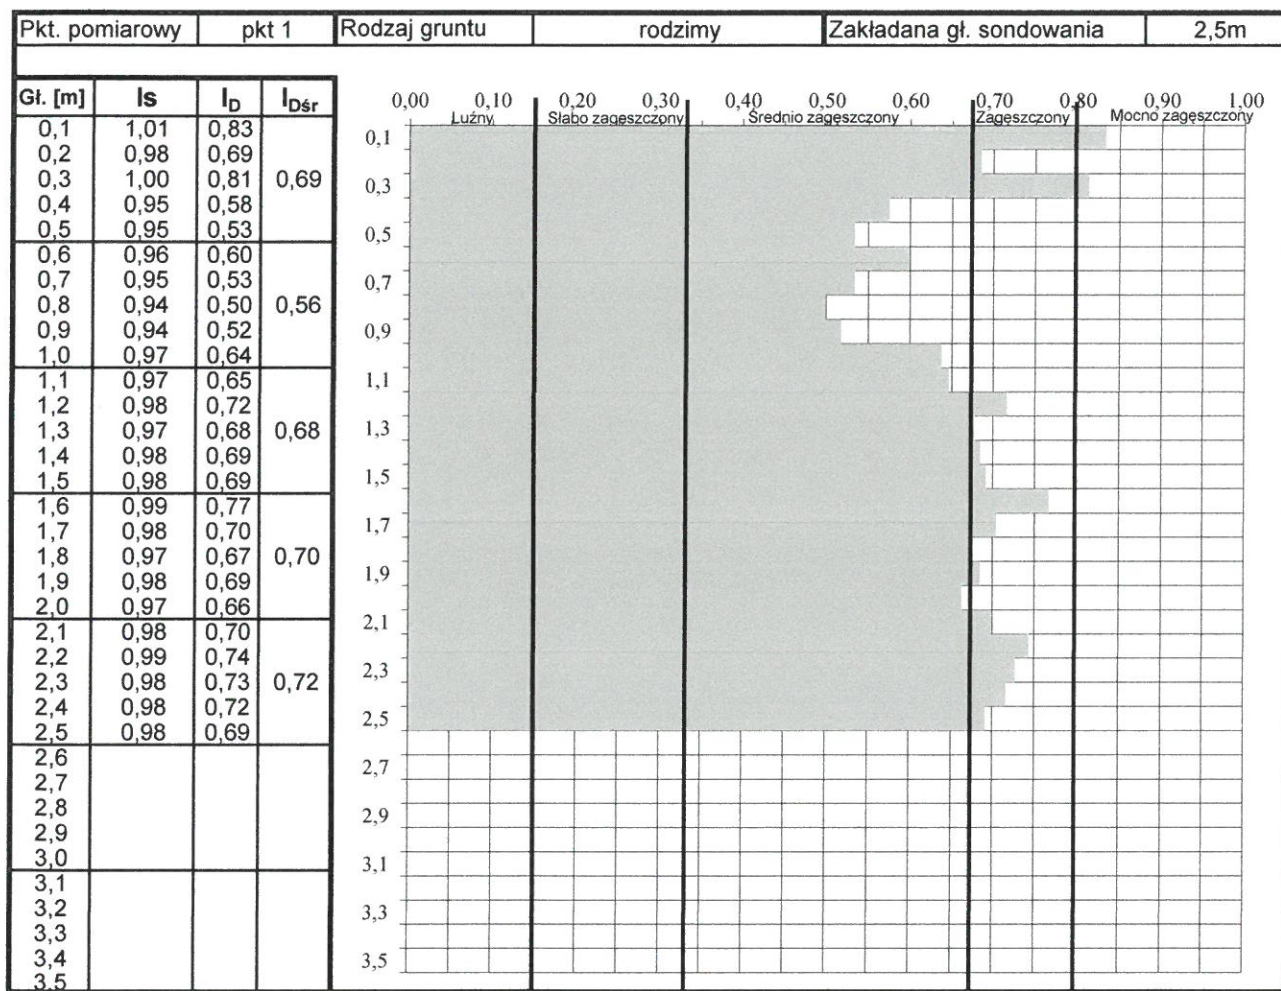 Pkt. pomiarowy pkt 1 Rodzaj gruntu rodzimy Zakładana gł. sondowania 2,5m
Gł. [m] Is ID IDśr
0,1 1,01 0,83
0,2 0,98 0,69
0,3 1,00 0,81 0,69
0,4 0,95 0,58
0,5 0,95 0,53
0,6 0,96 0,60
0,7 0,95 0,53
0,8 0,94 0,50 0,56
0,9 0,94 0,52
1,0 0,97 0,64
1,1 0,97 0,65
1,2 0,98 0,72
1,3 0,97 0,68 0,68
1,4 0,98 0,69
1,5 0,98 0,69
1,6 0,99 0,77
1,7 0,98 0,70
1,8 0,97 0,67 0,70
1,9 0,98 0,69
2,0 0,97 0,66
2,1 0,98 0,70
2,2 0,99 0,74
2,3 0,98 0,73 0,72
2,4 0,98 0,72
2,5 0,98 0,69
2,6
2,7
2,8
2,9
3,0
3,1
3,2
3,3
3,4
3,5
0,00 0,10 0,20 0,30 0,40 0,50 0,60 0,70 0,80 0,90 1,00
Luźny Słabo zagęszczony Średnio zagęszczony Zagęszczony Mocno zagęszczony
0,1
0,3
0,5
0,7
0,9
1,1
1,3
1,5
1,7
1,9
2,1
2,3
2,5
2,7
2,9
3,1
3,3
3,5